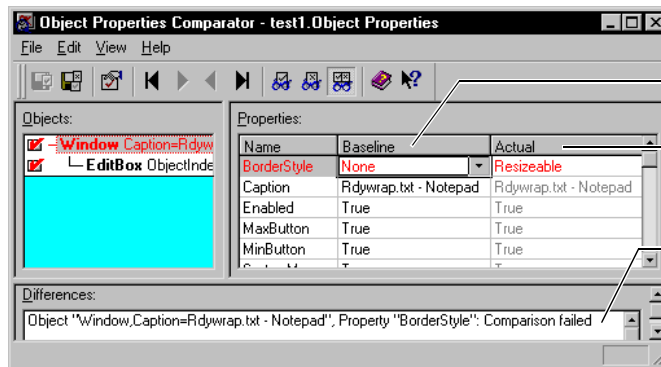 Object Properties Comparator - test1.Object Properties
File Edit View Help
Objects:
Window Caption=Rdyw
EditBox ObjectInde
Properties:
Name Baseline Actual
BorderStyle None Resizeable
Caption Rdywrap.txt - Notepad Rdywrap.txt - Notepad
Enabled True True
MaxButton True True
MinButton True True
Differences:
Object "Window,Caption=Rdywrap.txt - Notepad", Property "BorderStyle": Comparison failed